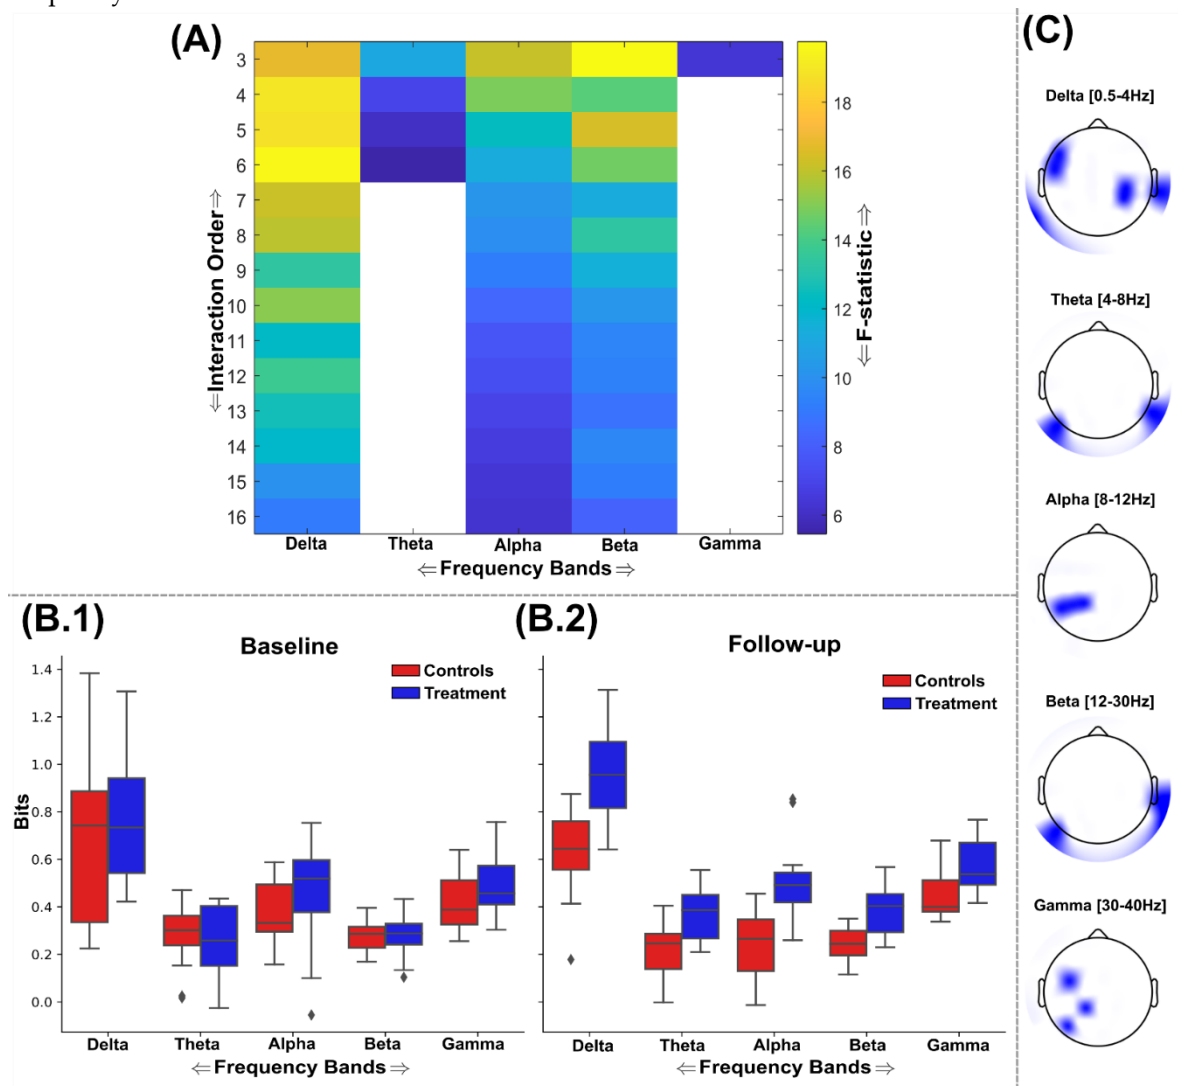 (A)
3
4
5
6
7
8
9
10
11
12
13
14
15
16
⇐Interaction Order⇒
Delta Theta Alpha Beta Gamma
⇐Frequency Bands⇒
18
16
14
12
10
8
6
⇐F-statistic⇒
(B.1)
Baseline
Controls
Treatment
1.4
1.2
1.0
0.8
0.6
0.4
0.2
0.0
Bits
Delta Theta Alpha Beta Gamma
⇐Frequency Bands⇒
(B.2)
Follow-up
Controls
Treatment
Delta Theta Alpha Beta Gamma
⇐Frequency Bands⇒
(C)
Delta [0.5-4Hz]
Theta [4-8Hz]
Alpha [8-12Hz]
Beta [12-30Hz]
Gamma [30-40Hz]